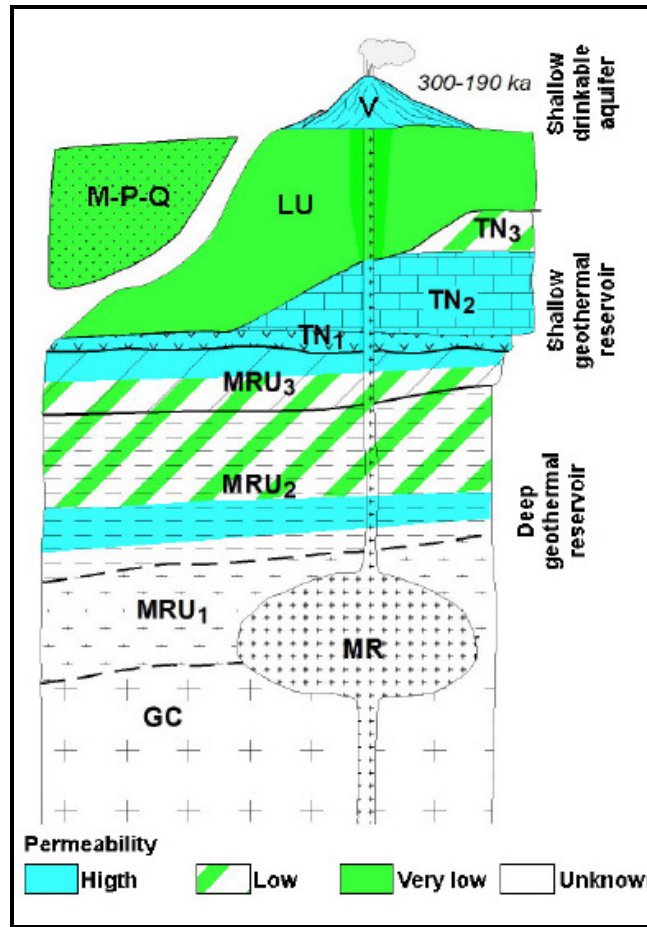 300-190 ka
V
Shallow
drinkable
aquifer
M-P-Q
LU
TN3
TN2
TN1
Shallow
geothermal
reservoir
MRU3
MRU2
Deep
geothermal
reservoir
MRU1
MR
GC
Permeability
Higth
Low
Very low
Unknown